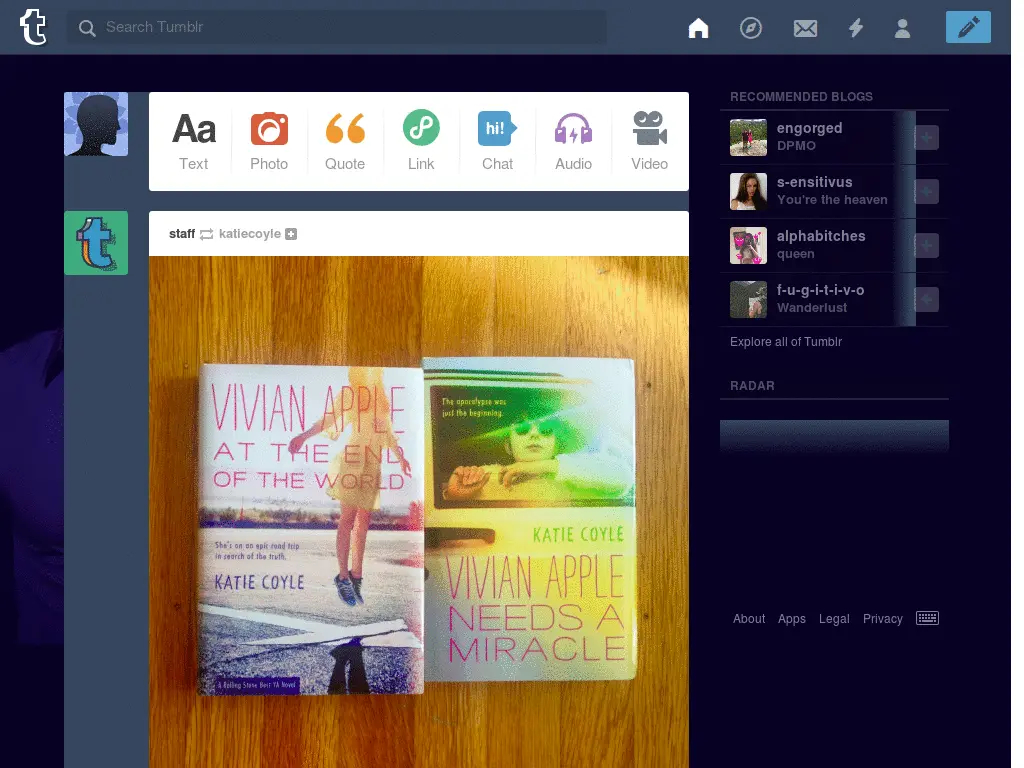 Search Tumblr
Aa
hi!
Text
Photo
Quote
Link
Chat
Audio
Video
staff katiecoyle
VIVIAN APPLE
AT THE END
OF THE WORLD
She's on an epic road trip
in search of the truth.
KATIE COYLE
A Rolling Stone Best YA Novel
The apocalypse was
just the beginning.
KATIE COYLE
VIVIAN APPLE
NEEDS A
MIRACLE
RECOMMENDED BLOGS
engorged
DPMO
s-ensitivus
You're the heaven
alphabitches
queen
f-u-g-i-t-i-v-o
Wanderlust
Explore all of Tumblr
RADAR
About Apps Legal Privacy